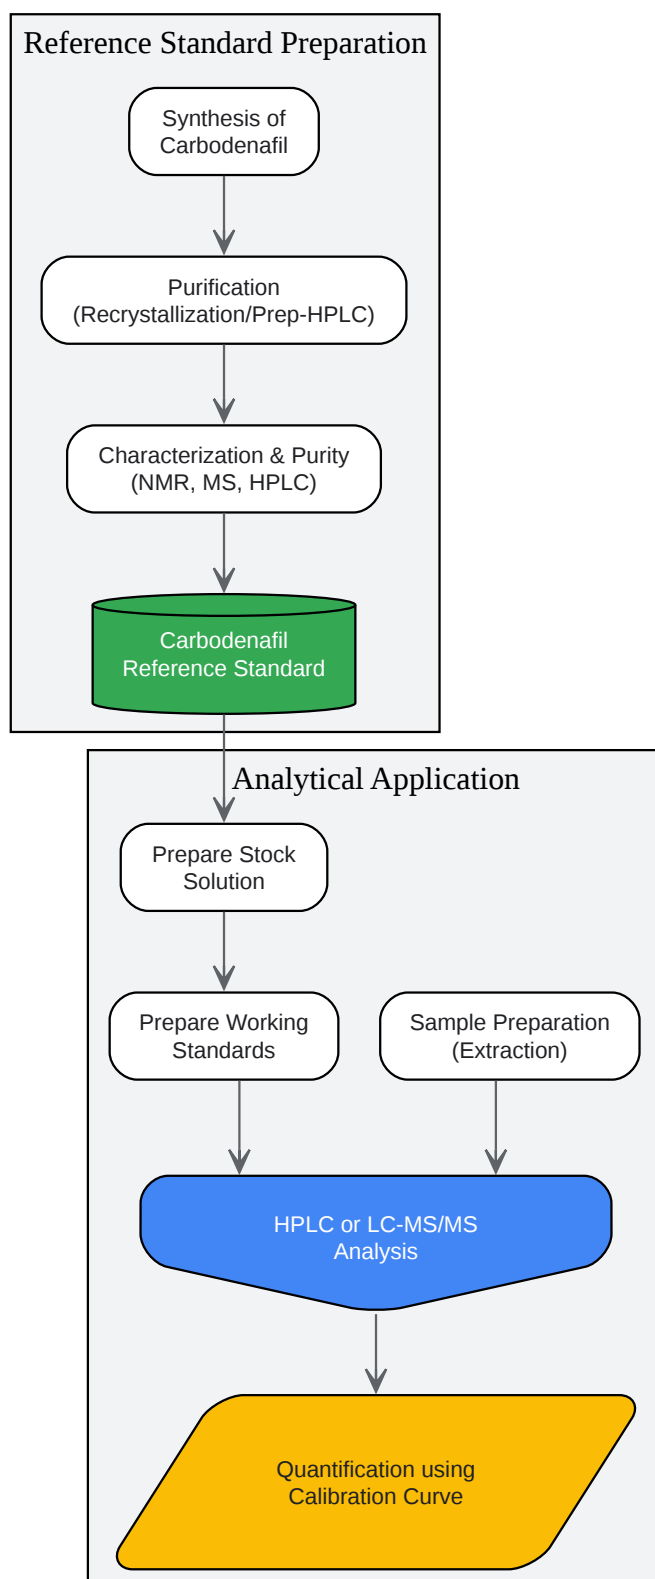 Reference Standard Preparation
Synthesis of
Carbodenafil
Purification
(Recrystallization/Prep-HPLC)
Characterization & Purity
(NMR, MS, HPLC)
Carbodenafil
Reference Standard
Analytical Application
Prepare Stock
Solution
Prepare Working
Standards
Sample Preparation
(Extraction)
HPLC or LC-MS/MS
Analysis
Quantification using
Calibration Curve